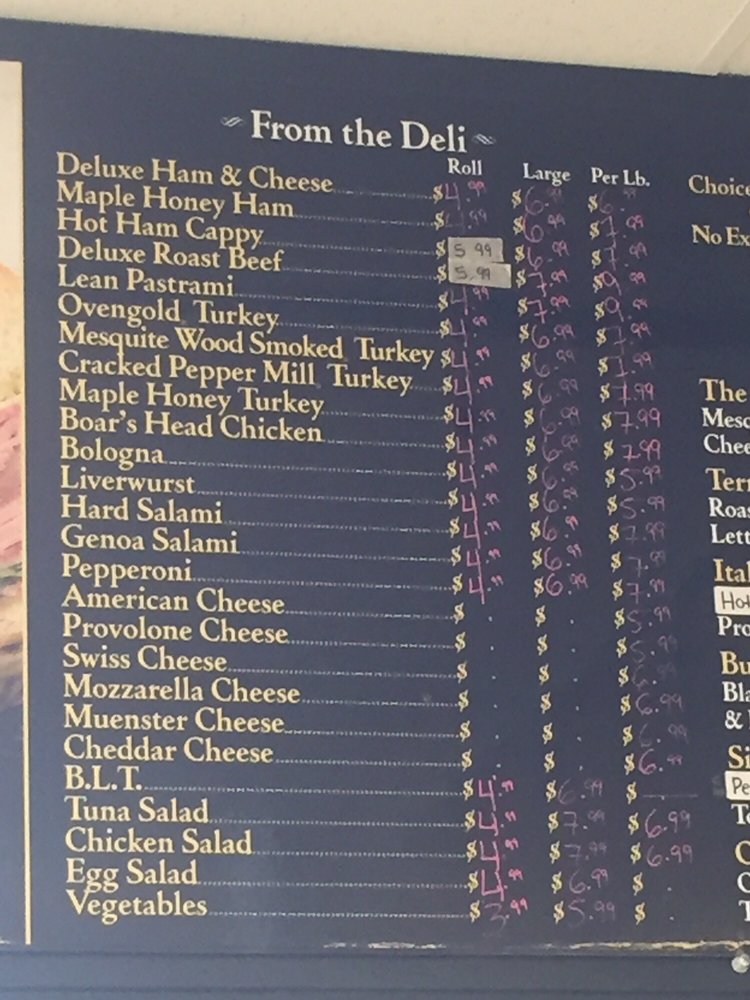 From the Deli
Roll Large Per Lb.
Deluxe Ham & Cheese $4.99 $6.99 $6.
Maple Honey Ham $ .99 $6.99 $7.99
Hot Ham Cappy $5.99 $6.99 $7.99
Deluxe Roast Beef $5.99 $7.99 $9.99
Lean Pastrami $4.99 $7.99 $9.99
Ovengold Turkey $4.99 $6.99 $7.99
Mesquite Wood Smoked Turkey $4.99 $6.99 $7.99
Cracked Pepper Mill Turkey $4.99 $6.99 $7.99
Maple Honey Turkey $4.99 $6.99 $7.99
Boar's Head Chicken $4.99 $6.99 $7.99
Bologna $4.99 $6.99 $5.99
Liverwurst $4.99 $6.99 $5.99
Hard Salami $4.99 $6.99 $7.99
Genoa Salami $4.99 $6.99 $7.99
Pepperoni $4.99 $6.99 $7.99
American Cheese $ . $ . $5.99
Provolone Cheese $ . $ . $5.99
Swiss Cheese $ . $ . $6.
Mozzarella Cheese $ . $ . $6.99
Muenster Cheese $ . $ . $ .99
Cheddar Cheese $ . $ . $6.99
B.L.T. $4.99 $6.99 $ —
Tuna Salad $4.99 $7.99 $6.99
Chicken Salad $4.99 $7.99 $6.99
Egg Salad $4.99 $6.99 $ .
Vegetables $3.99 $5.99 $ .
Choice
No Ex
The
Mesq
Chee
Terr
Roas
Lett
Ital
Hot
Pro
Bu
Bla
&
Si
Pe
To